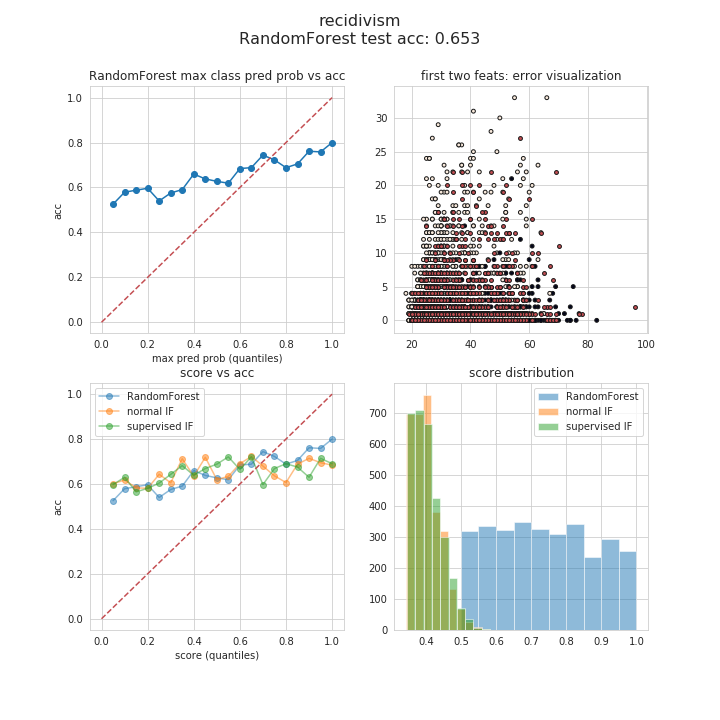 recidivism
RandomForest test acc: 0.653
RandomForest max class pred prob vs acc
1.0
0.8
0.6
0.4
0.2
0.0
acc
0.0 0.2 0.4 0.6 0.8 1.0
max pred prob (quantiles)
first two feats: error visualization
30
25
20
15
10
5
0
20 40 60 80 100
score vs acc
RandomForest
normal IF
supervised IF
1.0
0.8
0.6
0.4
0.2
0.0
acc
0.0 0.2 0.4 0.6 0.8 1.0
score (quantiles)
score distribution
RandomForest
normal IF
supervised IF
700
600
500
400
300
200
100
0
0.4 0.5 0.6 0.7 0.8 0.9 1.0